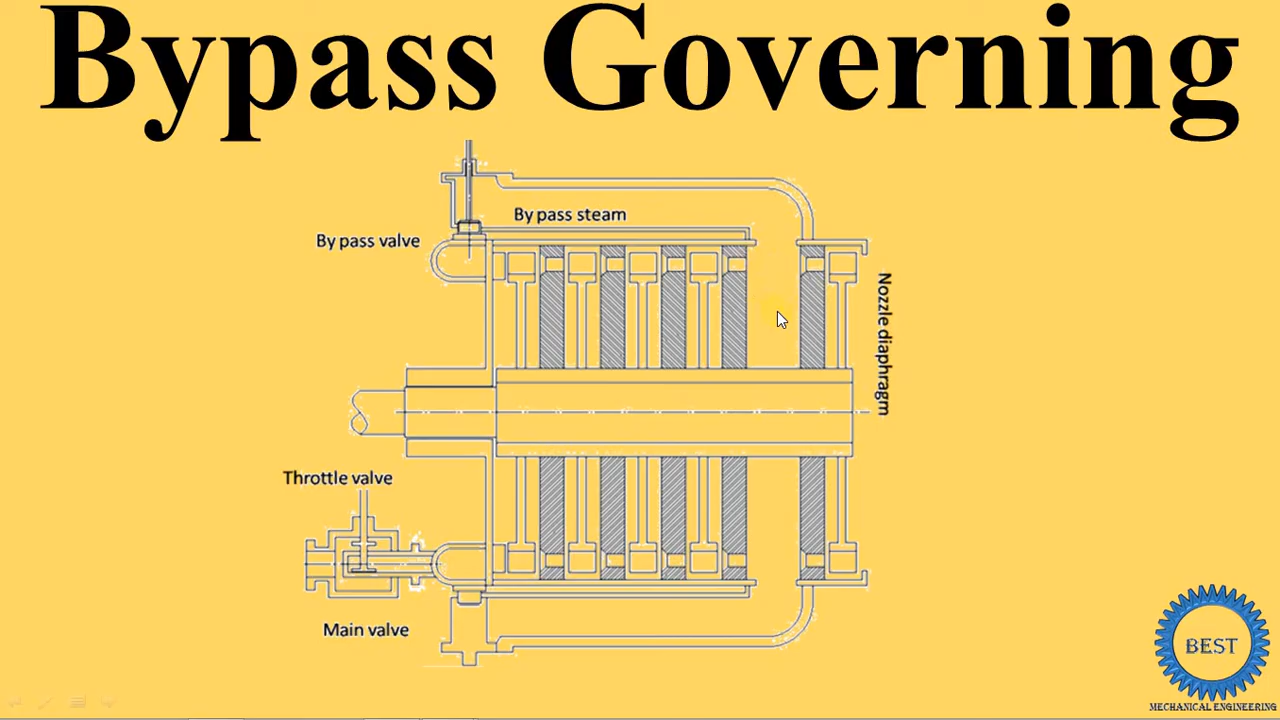 Bypass Governing
By pass steam
By pass valve
Nozzle diaphragm
Throttle valve
Main valve
BEST
MECHANICAL ENGINEERING